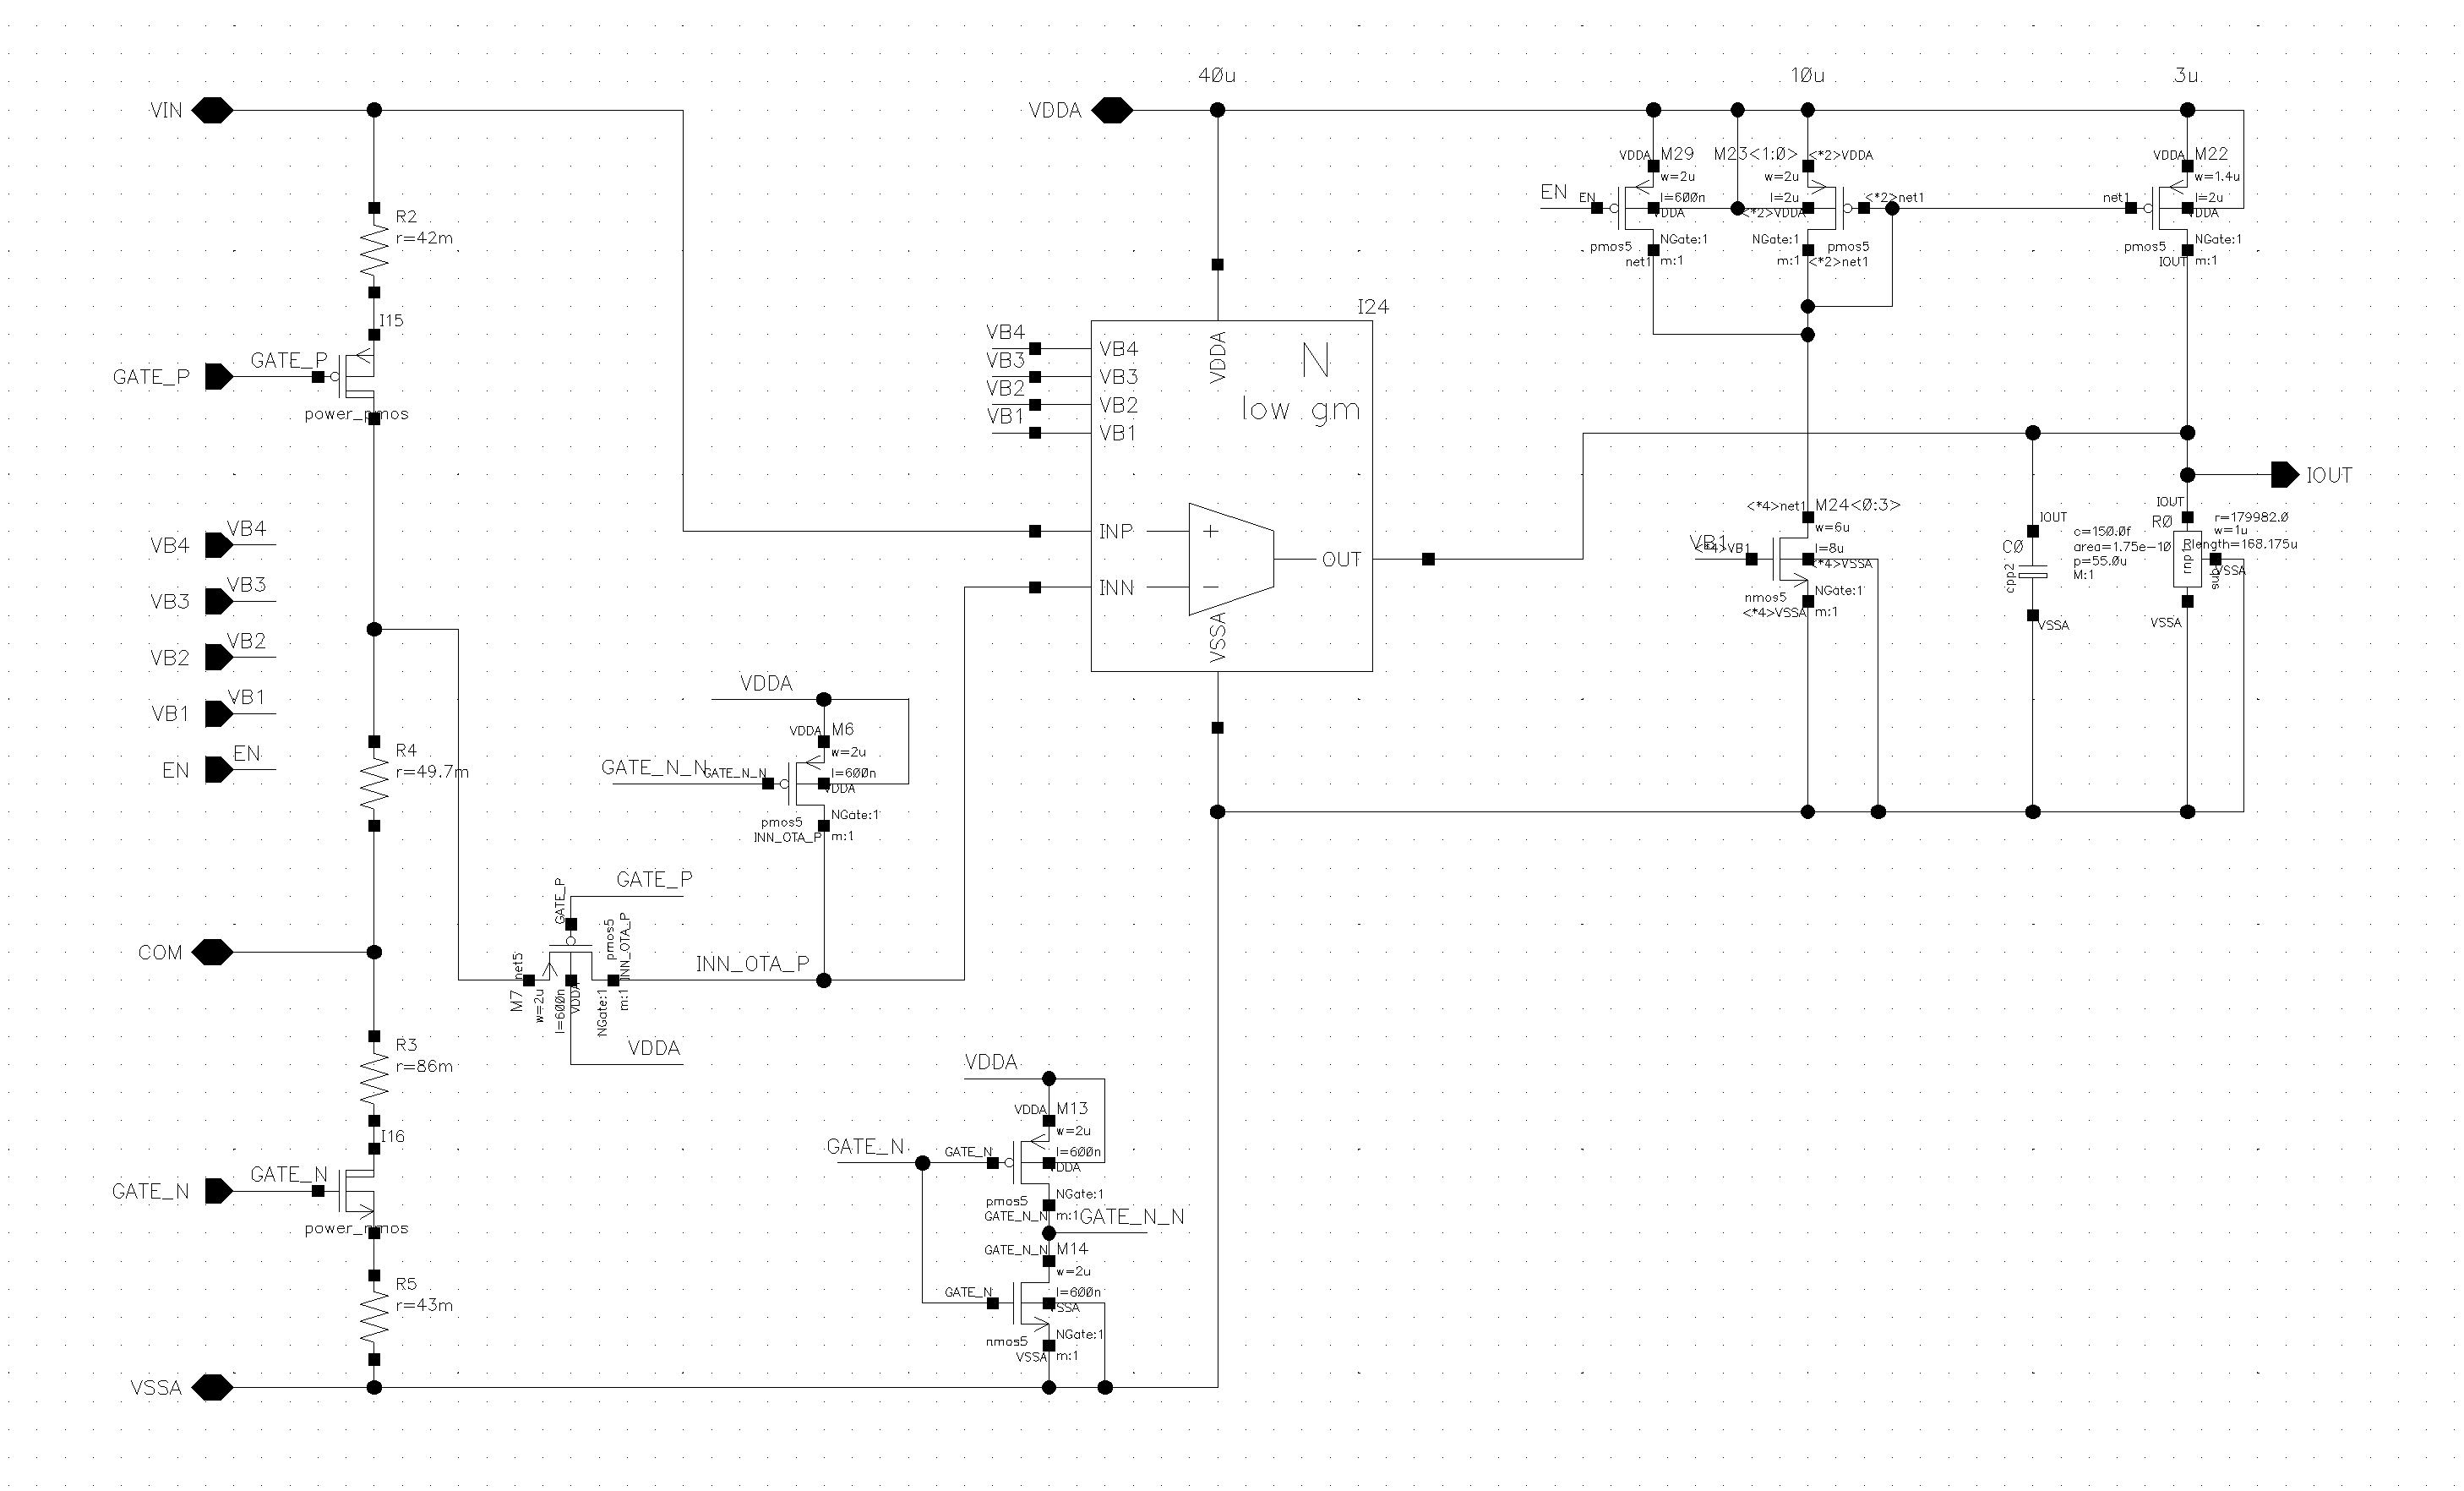 40u
10u
3u
VIN
VDDA
VDDA M29
w=2u
l=600n
VDDA
EN
EN
pmos5
NGate:1
net1 m:1
M23<1:0> <*2>VDDA
w=2u
l=2u
<*2>VDDA
<*2>net1
NGate:1
pmos5
m:1 <*2>net1
VDDA M22
w=1.4u
l=2u
VDDA
net1
pmos5
NGate:1
IOUT m:1
R2
r=42m
I15
GATE_P
GATE_P
power_pmos
I24
VB4
VB3
VB2
VB1
VB4
VB3
VB2
VB1
VDDA
N
low gm
INP
+
INN
−
OUT
VSSA
IOUT
<*4>net1 M24<0:3>
w=6u
VB1
<*4>VB1
l=8u
<*4>VSSA
nmos5
NGate:1
<*4>VSSA m:1
IOUT
C0
cpp2
c=150.0f
area=1.75e-10
p=55.0u
M:1
VSSA
IOUT
R0
r=179982.0
w=1u
Rlength=168.175u
rnp1
VSSA
sub
VSSA
VB4
VB4
VB3
VB3
VB2
VB2
VB1
VB1
EN
EN
R4
r=49.7m
VDDA
VDDA M6
w=2u
GATE_N_N
GATE_N_N
l=600n
VDDA
pmos5
NGate:1
INN_OTA_P m:1
GATE_P
GATE_P
pmos5
INN_OTA_P
net5
M7
w=2u
l=600n
VDDA
NGate:1
m:1
INN_OTA_P
VDDA
COM
R3
r=86m
I16
GATE_N
GATE_N
power_nmos
R5
r=43m
VSSA
VDDA
VDDA M13
w=2u
GATE_N
GATE_N
l=600n
VDDA
pmos5
NGate:1
GATE_N_N m:1
GATE_N_N
GATE_N_N M14
w=2u
GATE_N
l=600n
VSSA
nmos5
NGate:1
VSSA m:1